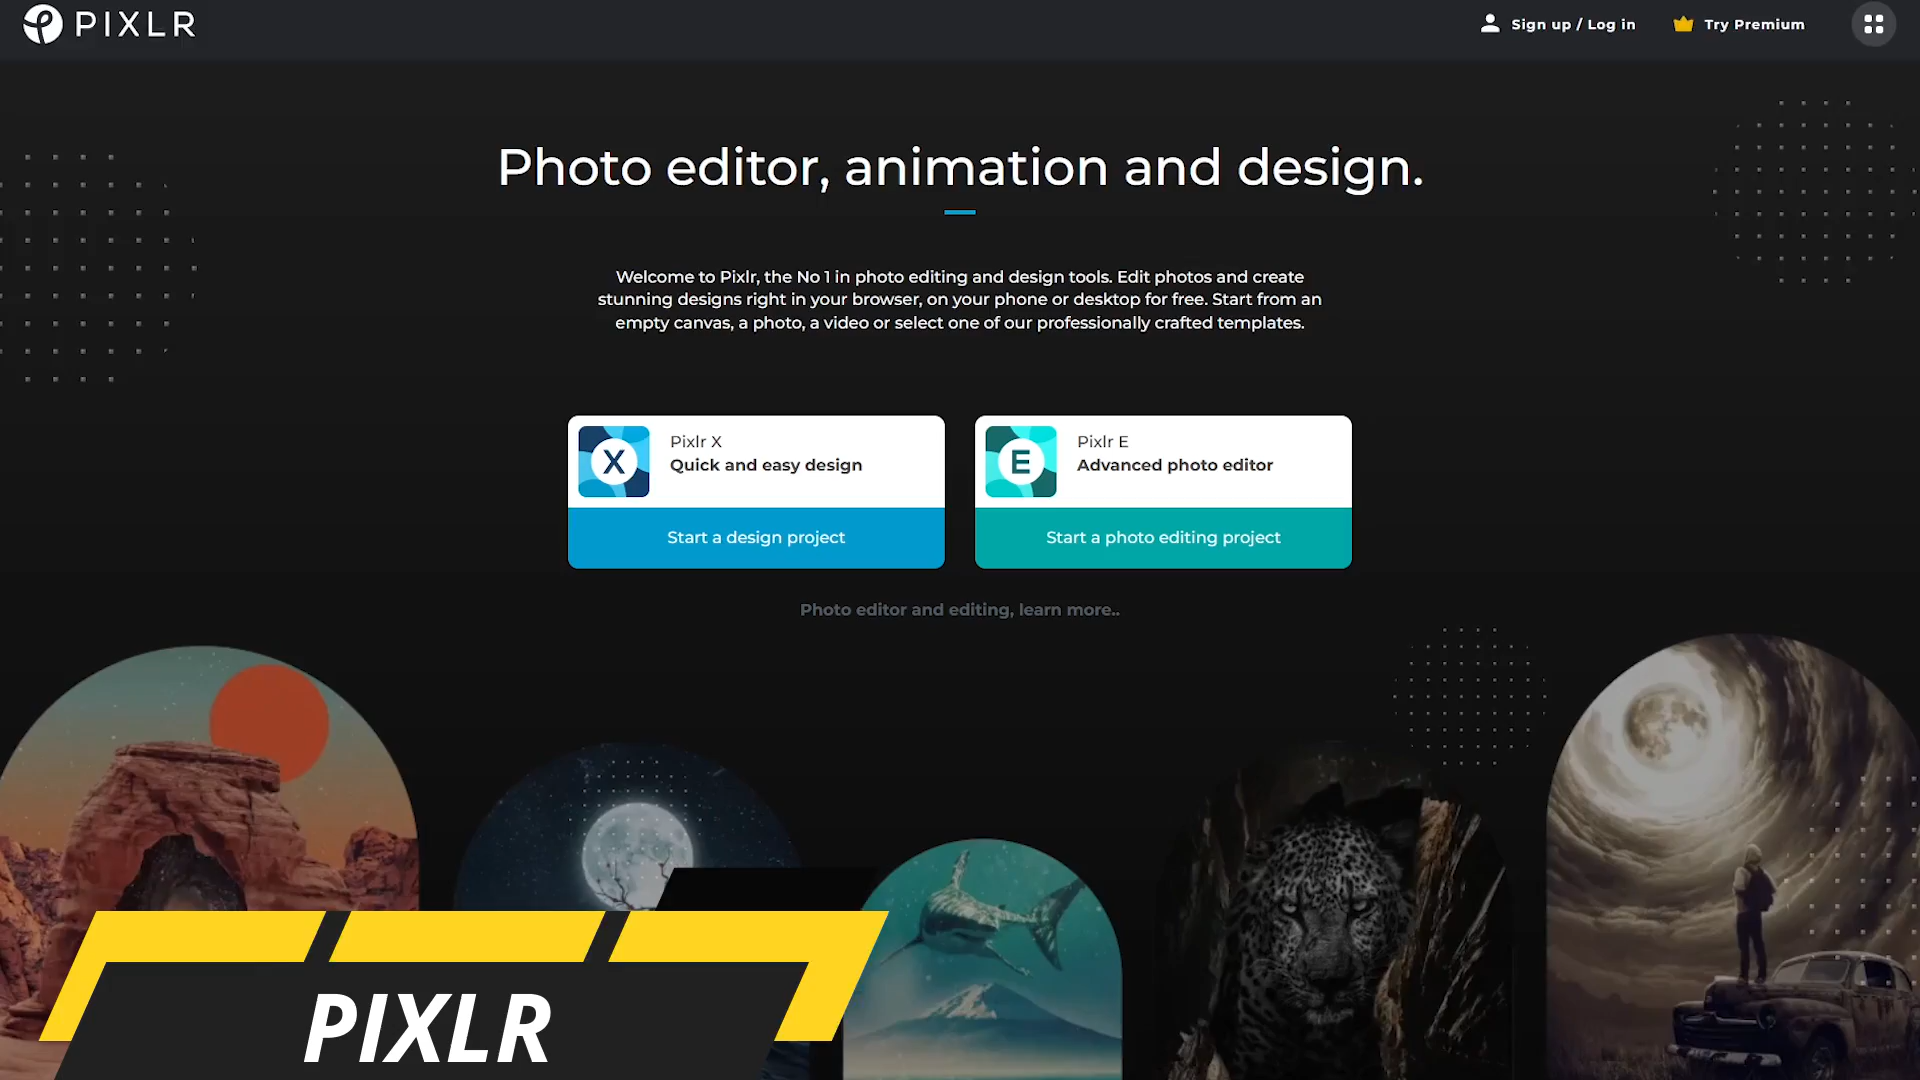 PIXLR
Sign up / Log in
Try Premium
Photo editor, animation and design.
Welcome to Pixlr, the No 1 in photo editing and design tools. Edit photos and create
stunning designs right in your browser, on your phone or desktop for free. Start from an
empty canvas, a photo, a video or select one of our professionally crafted templates.
X
Pixlr X
Quick and easy design
Start a design project
E
Pixlr E
Advanced photo editor
Start a photo editing project
Photo editor and editing, learn more..
PIXLR